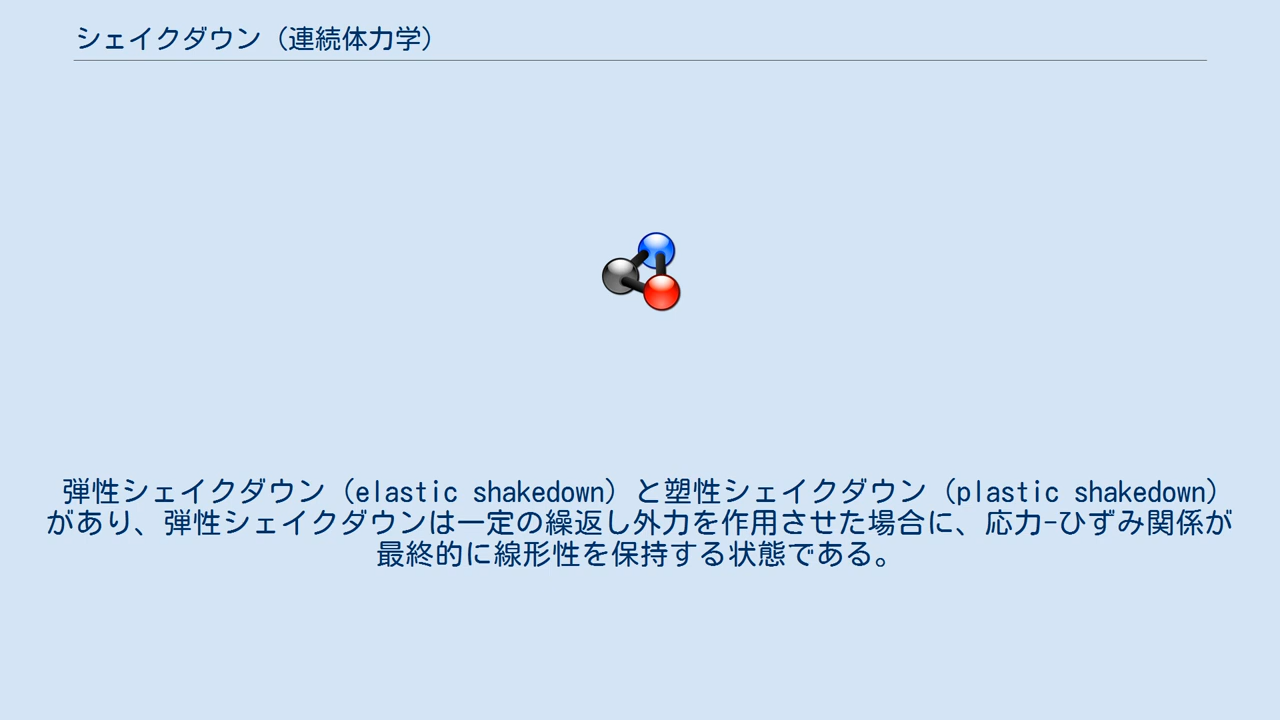 シェイクダウン（連続体力学）
弾性シェイクダウン（elastic shakedown）と塑性シェイクダウン（plastic shakedown）
があり、弾性シェイクダウンは一定の繰返し外力を作用させた場合に、応力-ひずみ関係が
最終的に線形性を保持する状態である。